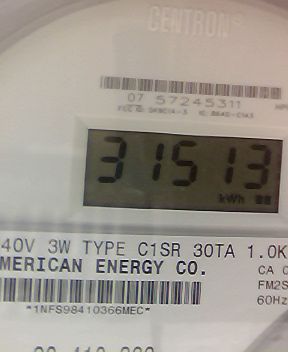 CENTRON®
07 57245311
31513
kWh
40V 3W TYPE C1SR 30TA 1.0K
MERICAN ENERGY CO.
CA 0
FM2S
60Hz
*1NFS98410366MEC*